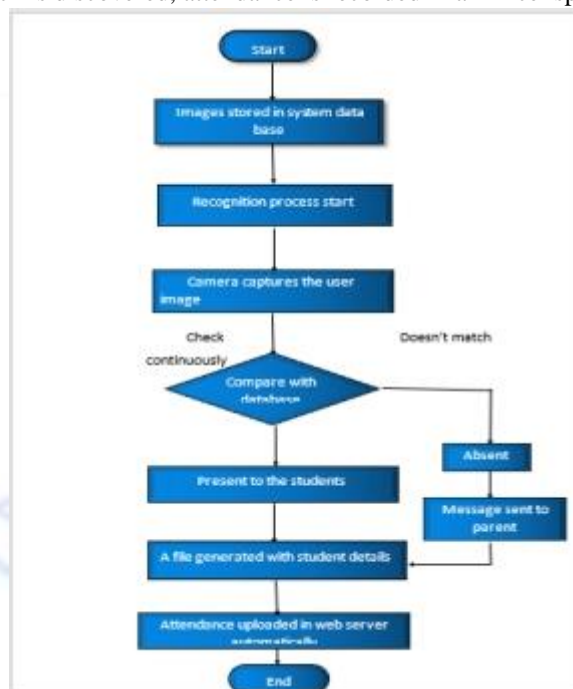 Start
Images stored in system data
base
Recognition process start
Camera captures the user
image
Check
continuously
Doesn't match
Compare with
database
Absent
Present to the students
Message sent to
parent
A file generated with student details
Attendance uploaded in web server
automatically
End